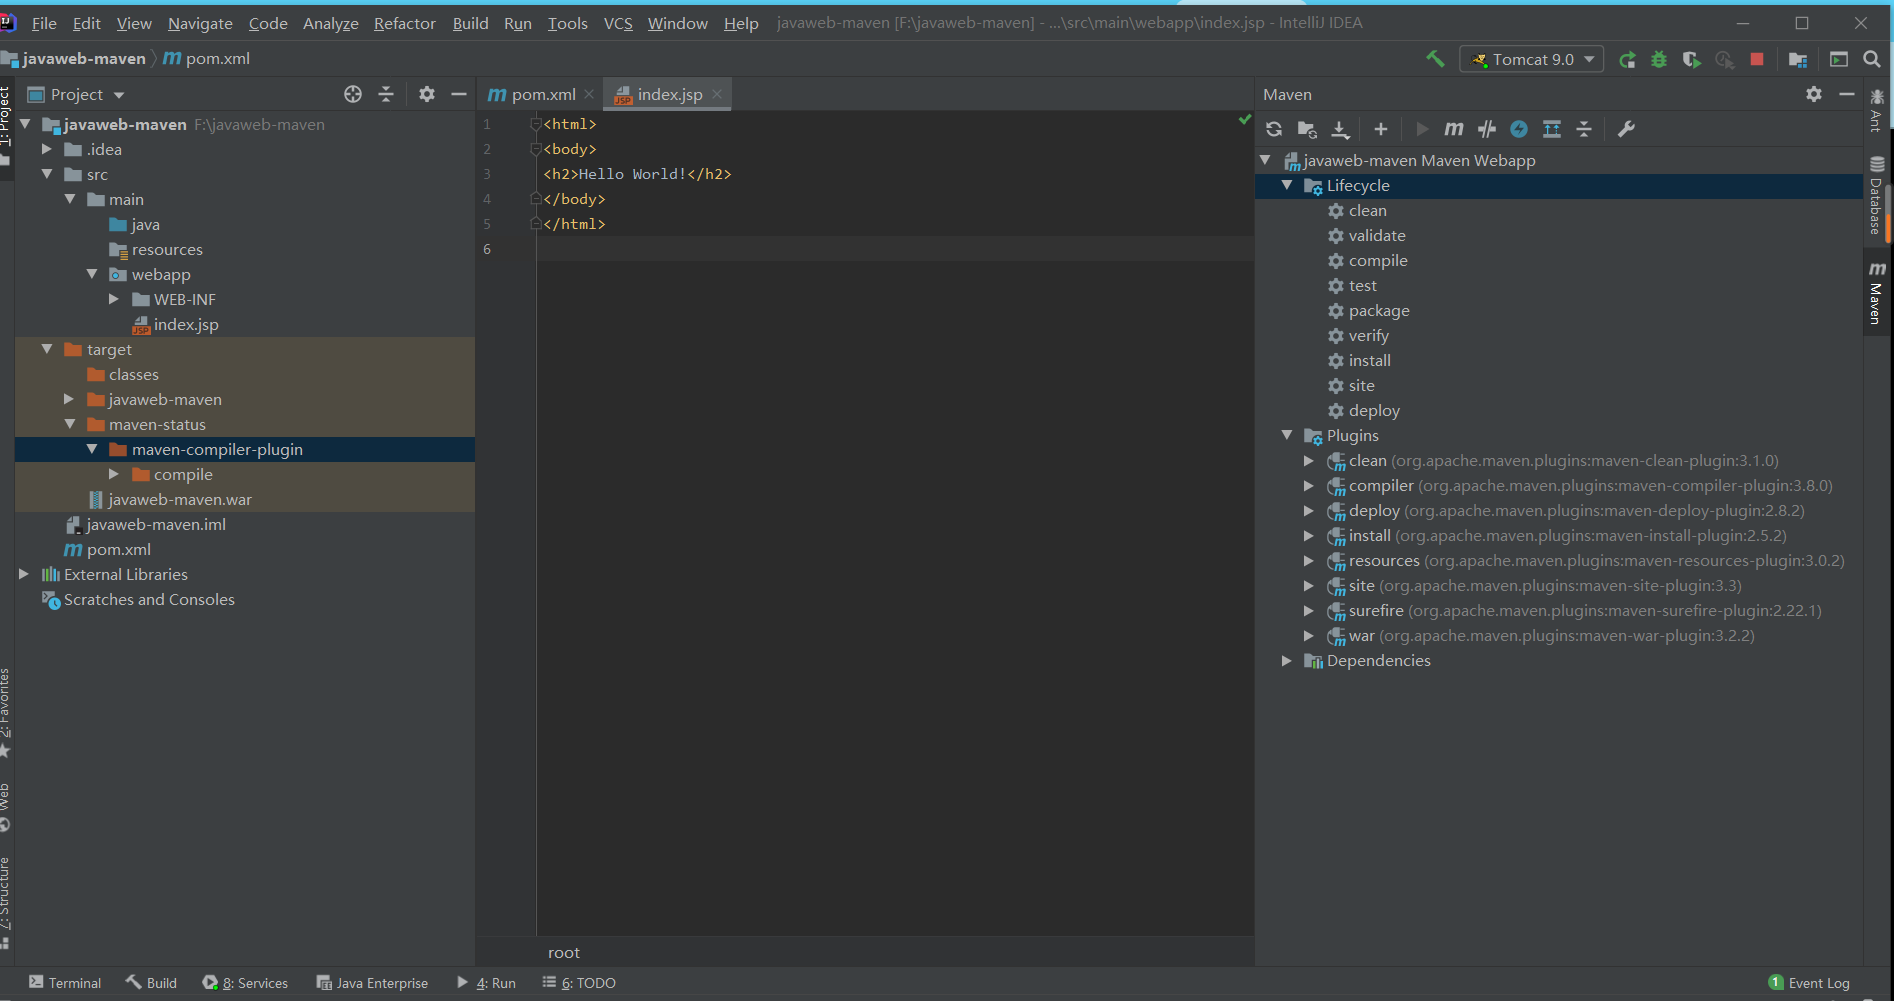 File Edit View Navigate Code Analyze Refactor Build Run Tools VCS Window Help javaweb-maven [F:\javaweb-maven] - ...\src\main\webapp\index.jsp - IntelliJ IDEA
javaweb-maven pom.xml Tomcat 9.0
1: Project
Project
pom.xml index.jsp
Maven
javaweb-maven F:\javaweb-maven
.idea
src
main
java
resources
webapp
WEB-INF
index.jsp
target
classes
javaweb-maven
maven-status
maven-compiler-plugin
compile
javaweb-maven.war
javaweb-maven.iml
pom.xml
External Libraries
Scratches and Consoles
1 <html>
2 <body>
3 <h2>Hello World!</h2>
4 </body>
5 </html>
6
root
javaweb-maven Maven Webapp
Lifecycle
clean
validate
compile
test
package
verify
install
site
deploy
Plugins
clean (org.apache.maven.plugins:maven-clean-plugin:3.1.0)
compiler (org.apache.maven.plugins:maven-compiler-plugin:3.8.0)
deploy (org.apache.maven.plugins:maven-deploy-plugin:2.8.2)
install (org.apache.maven.plugins:maven-install-plugin:2.5.2)
resources (org.apache.maven.plugins:maven-resources-plugin:3.0.2)
site (org.apache.maven.plugins:maven-site-plugin:3.3)
surefire (org.apache.maven.plugins:maven-surefire-plugin:2.22.1)
war (org.apache.maven.plugins:maven-war-plugin:3.2.2)
Dependencies
Ant
Database
Maven
2: Favorites
Web
7: Structure
Terminal Build 8: Services Java Enterprise 4: Run 6: TODO 1 Event Log